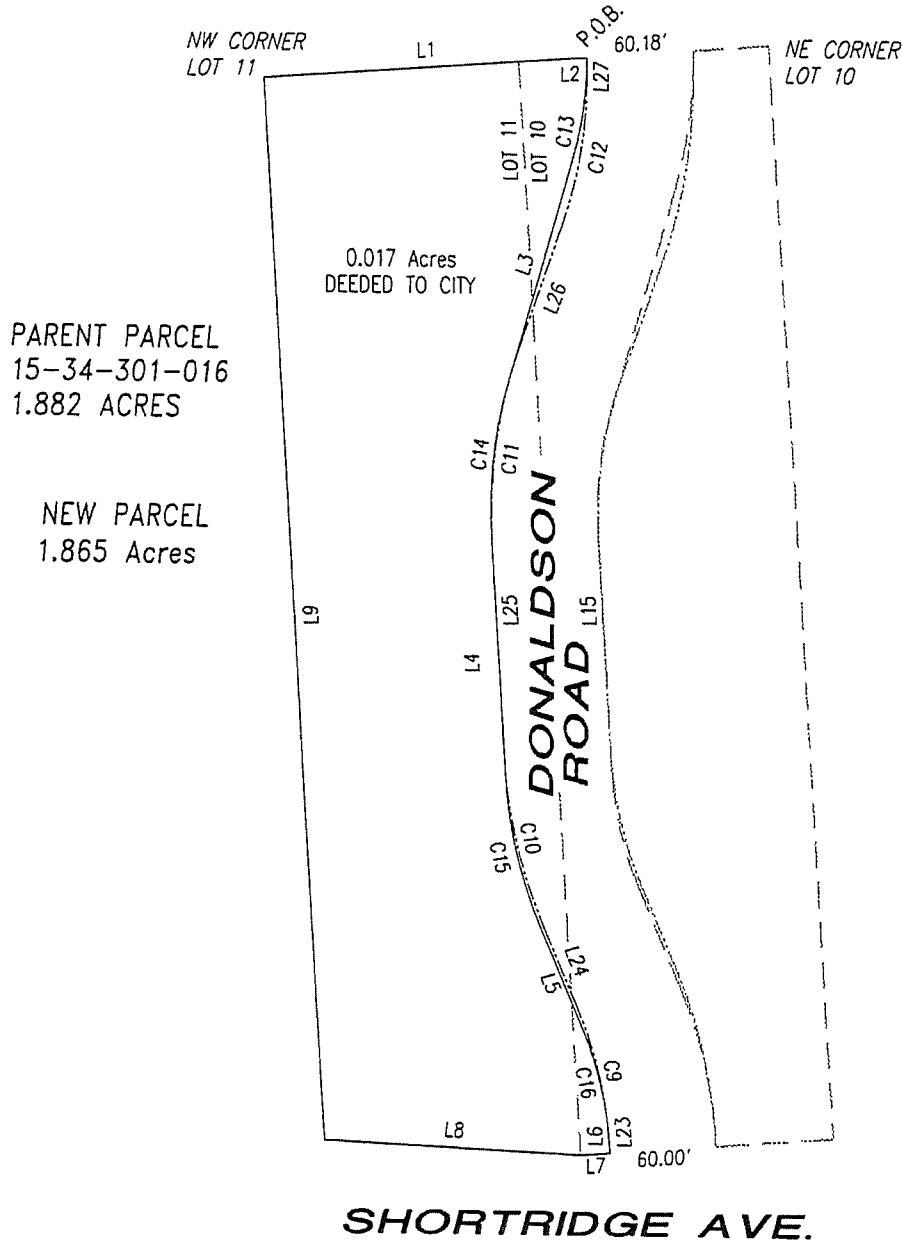 P.O.B.
60.18'
NW CORNER
LOT 11
L1
NE CORNER
LOT 10
L2
L27
LOT 11
LOT 10
C13
C12
0.017 Acres
DEEDED TO CITY
L3
L26
PARENT PARCEL
15-34-301-016
1.882 ACRES
C14
C11
NEW PARCEL
1.865 Acres
DONALDSON
ROAD
L9
L25
L15
L4
C10
C15
L24
L5
C9
C16
L8
L6
L23
L7
60.00'
SHORTRIDGE AVE.